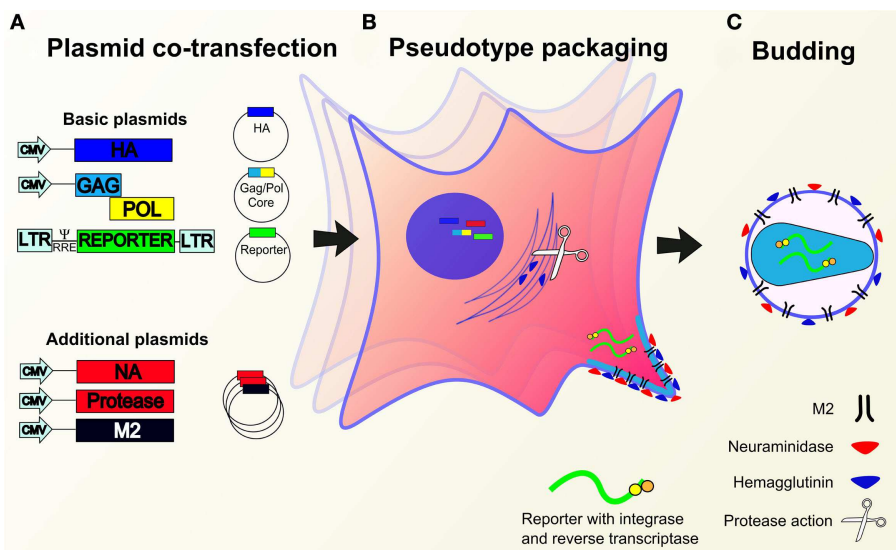 A
Plasmid co-transfection
Basic plasmids
CMV
HA
CMV
GAG
POL
LTR
Ψ
RRE
REPORTER
LTR
HA
Gag/Pol
Core
Reporter
Additional plasmids
CMV
NA
CMV
Protease
CMV
M2
B
Pseudotype packaging
Reporter with integrase
and reverse transcriptase
C
Budding
M2
Neuraminidase
Hemagglutinin
Protease action